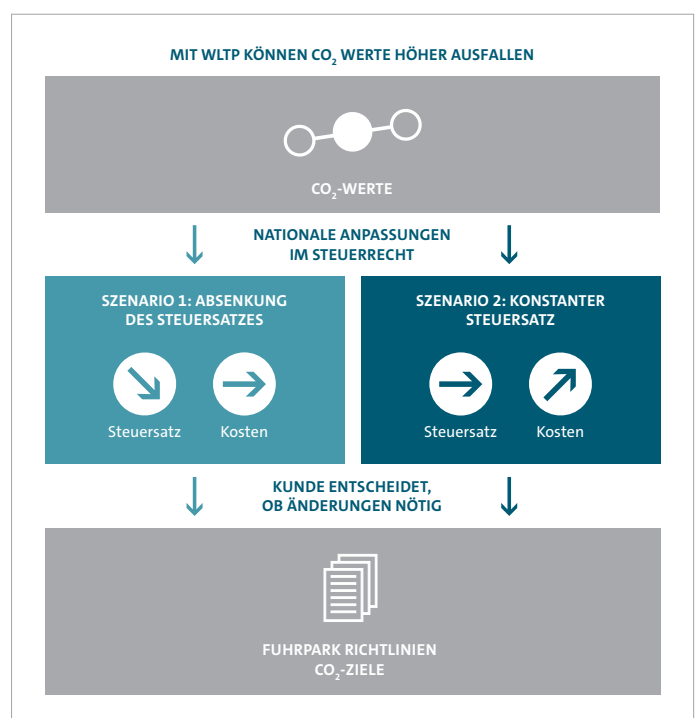 MIT WLTP KÖNNEN CO₂ WERTE HÖHER AUSFALLEN
CO₂-WERTE
NATIONALE ANPASSUNGEN
IM STEUERRECHT
SZENARIO 1: ABSENKUNG
DES STEUERSATZES
Steuersatz
Kosten
SZENARIO 2: KONSTANTER
STEUERSATZ
Steuersatz
Kosten
KUNDE ENTSCHEIDET,
OB ÄNDERUNGEN NÖTIG
FUHRPARK RICHTLINIEN
CO₂-ZIELE